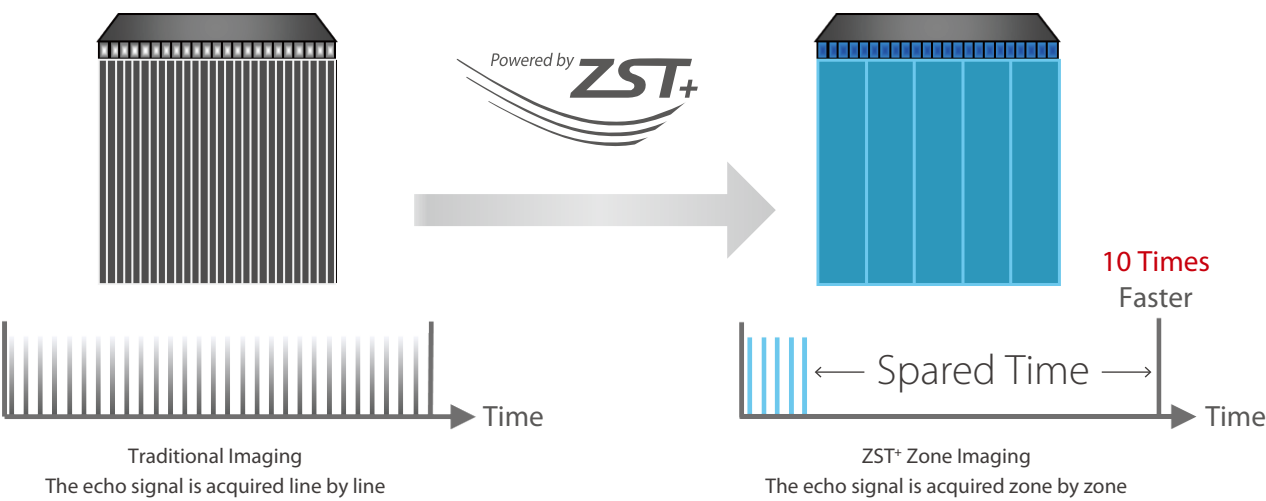 Powered by ZST+
10 Times
Faster
Spared Time
Time
Time
Traditional Imaging
The echo signal is acquired line by line
ZST⁺ Zone Imaging
The echo signal is acquired zone by zone